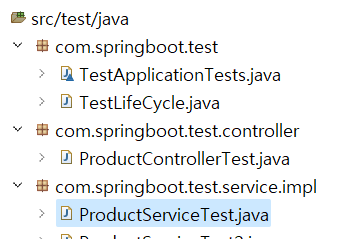 src/test/java
com.springboot.test
TestApplicationTests.java
TestLifeCycle.java
com.springboot.test.controller
ProductControllerTest.java
com.springboot.test.service.impl
ProductServiceTest.java